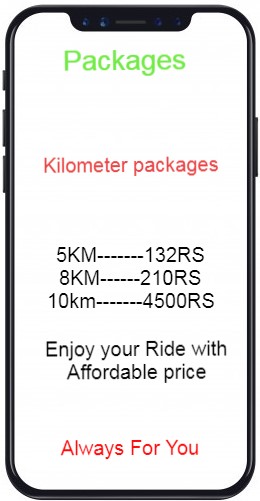 Packages
Kilometer packages
5KM-------132RS
8KM------210RS
10km-------4500RS
Enjoy your Ride with
Affordable price
Always For You